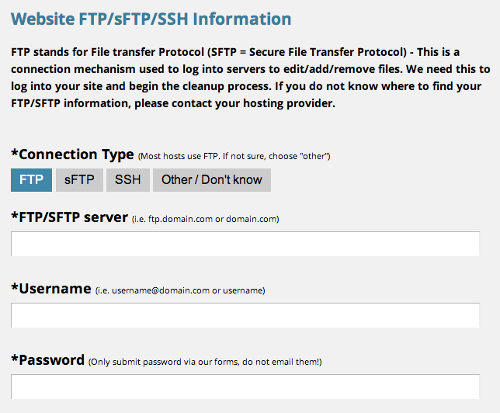 Website FTP/sFTP/SSH Information
FTP stands for File transfer Protocol (SFTP = Secure File Transfer Protocol) - This is a
connection mechanism used to log into servers to edit/add/remove files. We need this to
log into your site and begin the cleanup process. If you do not know where to find your
FTP/SFTP information, please contact your hosting provider.
*Connection Type (Most hosts use FTP. If not sure, choose "other")
FTP sFTP SSH Other / Don't know
*FTP/SFTP server (i.e. ftp.domain.com or domain.com)
*Username (i.e. username@domain.com or username)
*Password (Only submit password via our forms, do not email them!)